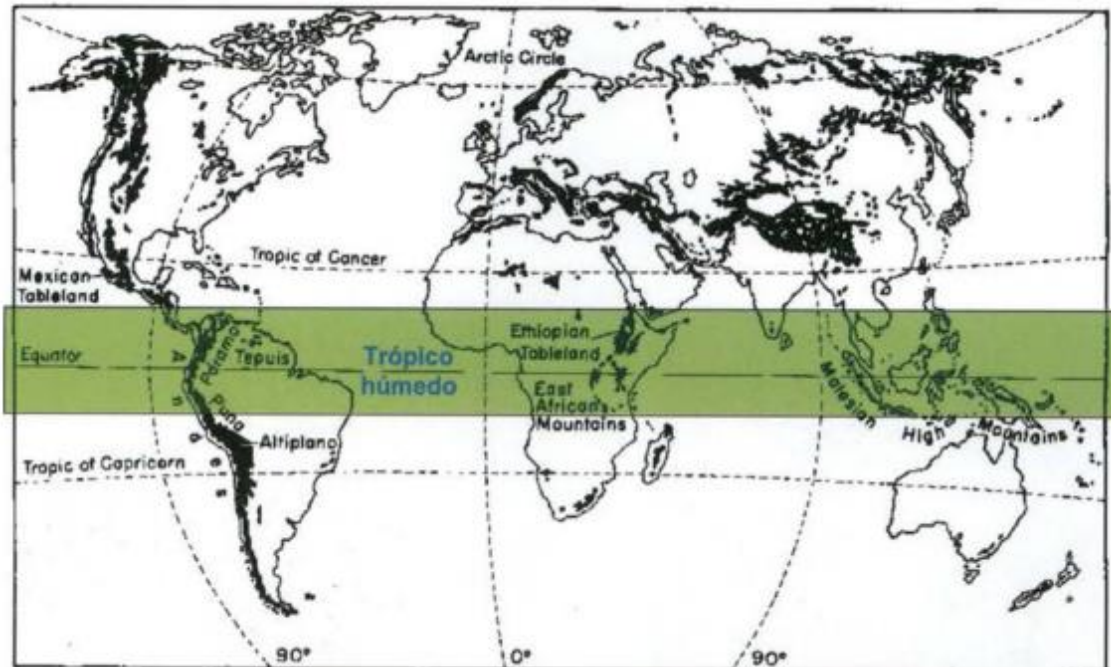 Arctic Circle
Tropic of Cancer
Mexican
Tableland
Ethiopian
Tableland
Equator
Páramo
Tepuis
Trópico
húmedo
East
African
Mountains
Malesian
High Mountains
Puna
Altiplano
Andes
Tropic of Capricorn
90°
0°
90°